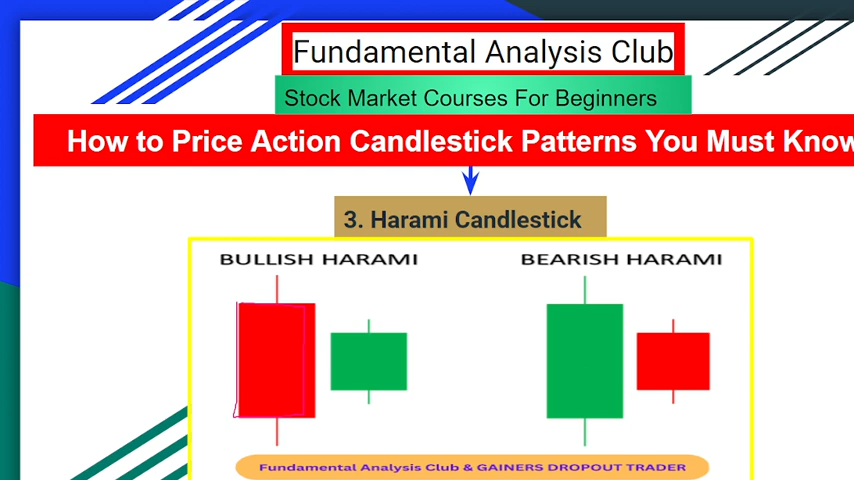 Fundamental Analysis Club
Stock Market Courses For Beginners
How to Price Action Candlestick Patterns You Must Know
3. Harami Candlestick
BULLISH HARAMI
BEARISH HARAMI
Fundamental Analysis Club & GAINERS DROPOUT TRADER